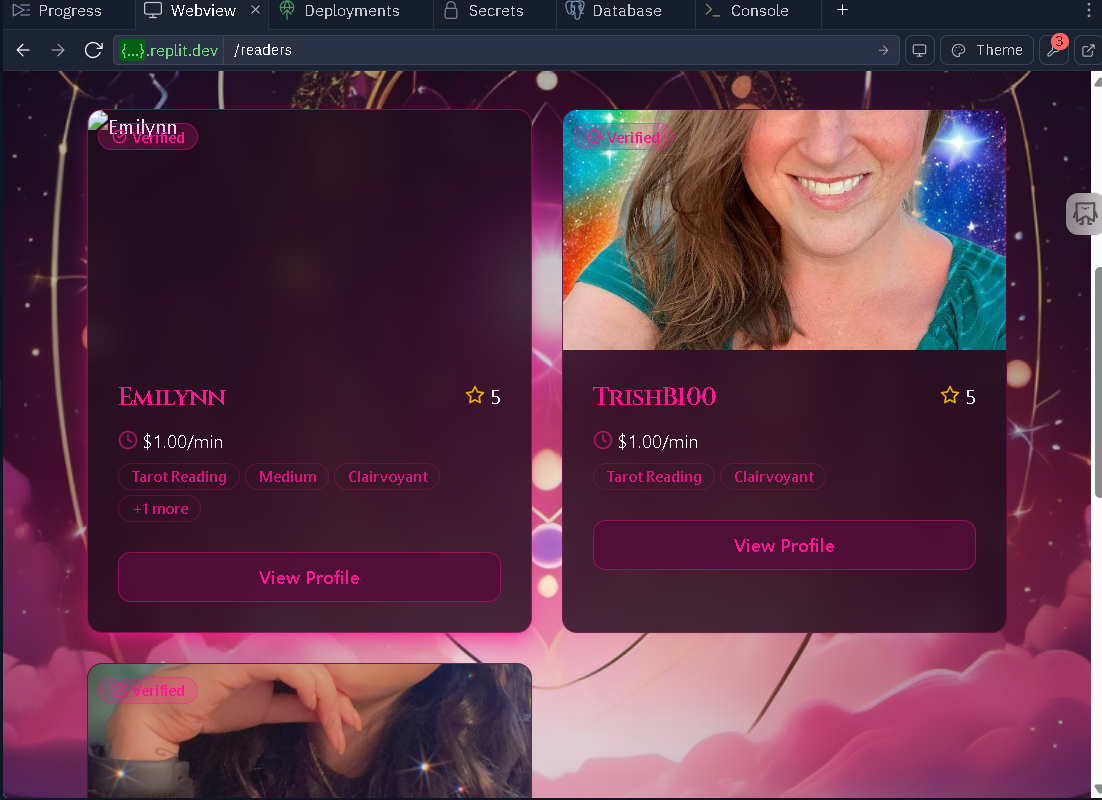 Progress
Webview
Deployments
Secrets
Database
Console
{...}.replit.dev /readers
Theme
3
Emilynn
Verified
Verified
Emilynn
5
TrishB100
5
$1.00/min
$1.00/min
Tarot Reading Medium Clairvoyant
Tarot Reading Clairvoyant
+1 more
View Profile
View Profile
Verified